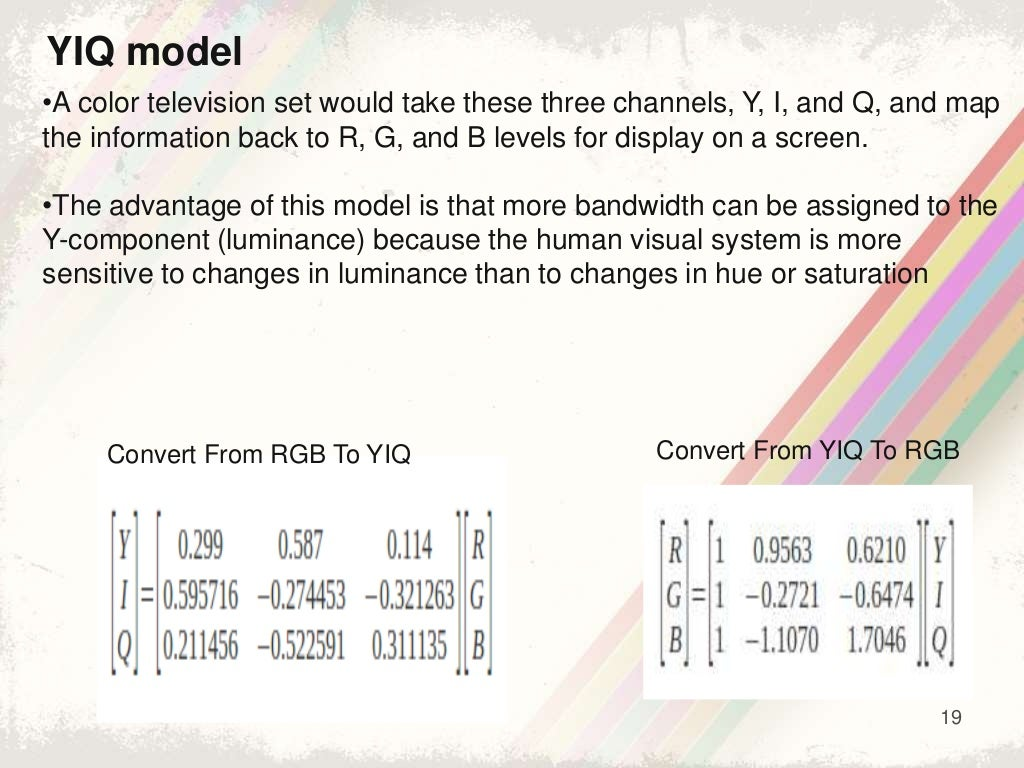 YIQ model
•A color television set would take these three channels, Y, I, and Q, and map
the information back to R, G, and B levels for display on a screen.
•The advantage of this model is that more bandwidth can be assigned to the
Y-component (luminance) because the human visual system is more
sensitive to changes in luminance than to changes in hue or saturation
Convert From RGB To YIQ
Y 0.299 0.587 0.114 R
I = 0.595716 −0.274453 −0.321263 G
Q 0.211456 −0.522591 0.311135 B
Convert From YIQ To RGB
R 1 0.9563 0.6210 Y
G = 1 −0.2721 −0.6474 I
B 1 −1.1070 1.7046 Q
19